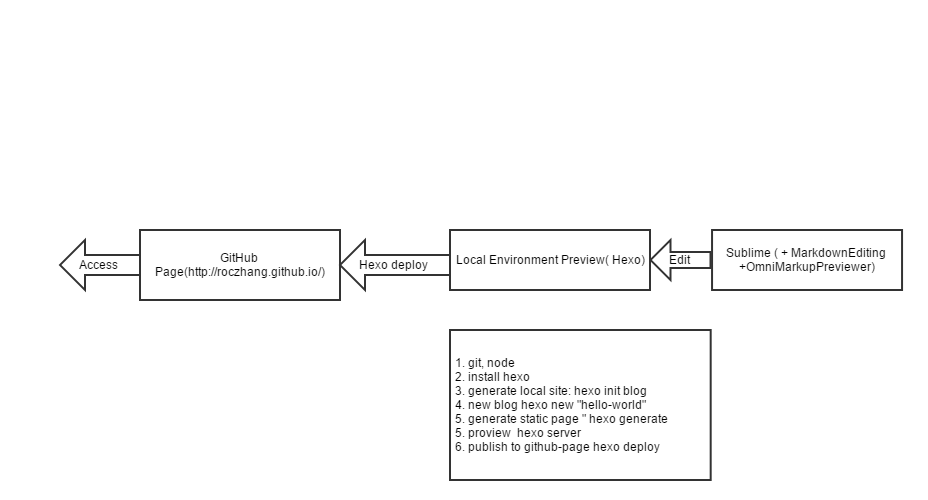 Access
GitHub
Page(http://roczhang.github.io/)
Hexo deploy
Local Environment Preview( Hexo)
Edit
Sublime ( + MarkdownEditing
+OmniMarkupPreviewer)
1. git, node
2. install hexo
3. generate local site: hexo init blog
4. new blog hexo new "hello-world"
5. generate static page " hexo generate
5. proview  hexo server
6. publish to github-page hexo deploy